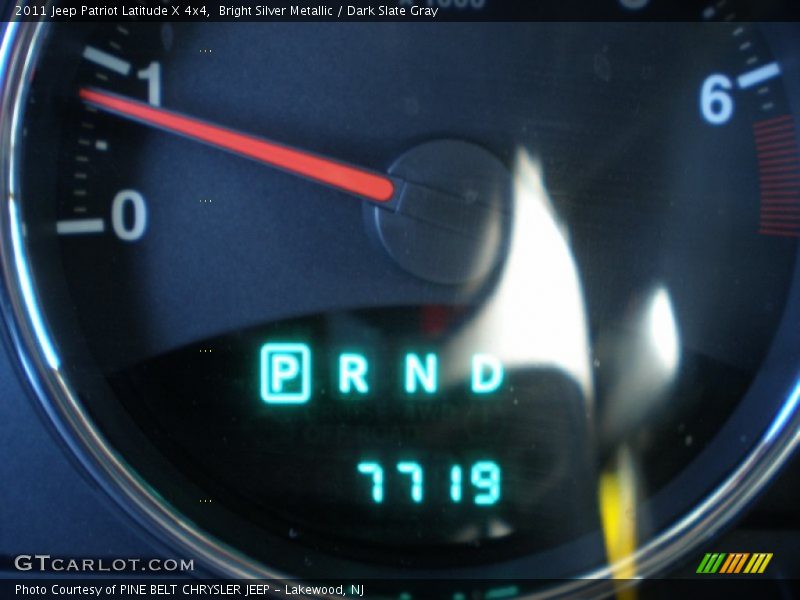 2011 Jeep Patriot Latitude X 4x4,  Bright Silver Metallic / Dark Slate Gray
1
6
0
P R N D
7719
GTCARLOT.COM
Photo Courtesy of PINE BELT CHRYSLER JEEP - Lakewood, NJ